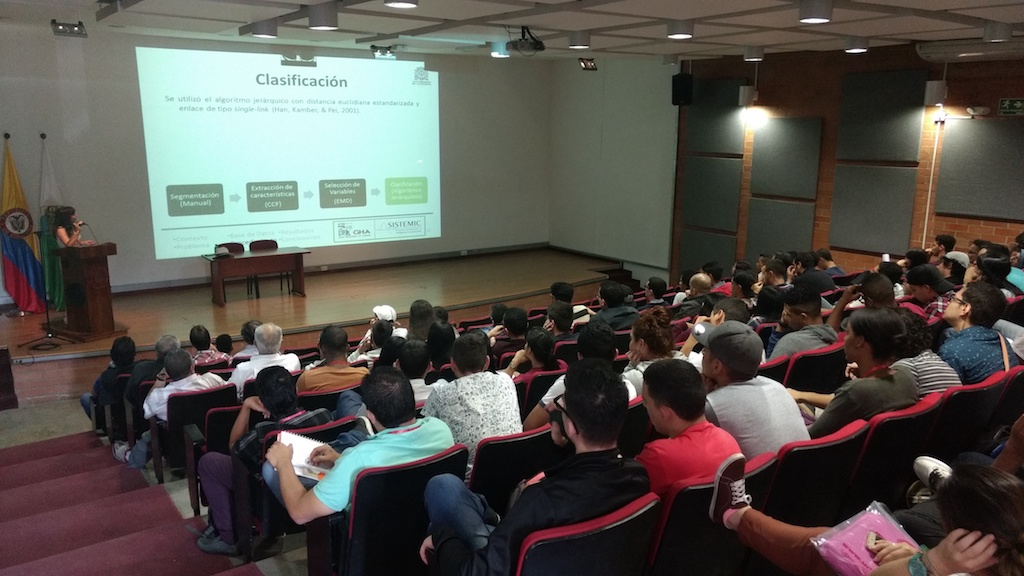 Clasificación
Se utilizó el algoritmo jerárquico con distancia euclidiana estandarizada y
enlace de tipo single-link (Han, Kamber, & Pei, 2001).
Segmentación
(Manual)
Extracción de
características
(CCF)
Selección de
Variables
(EMD)
Clasificación
GHA
SISTEMIC